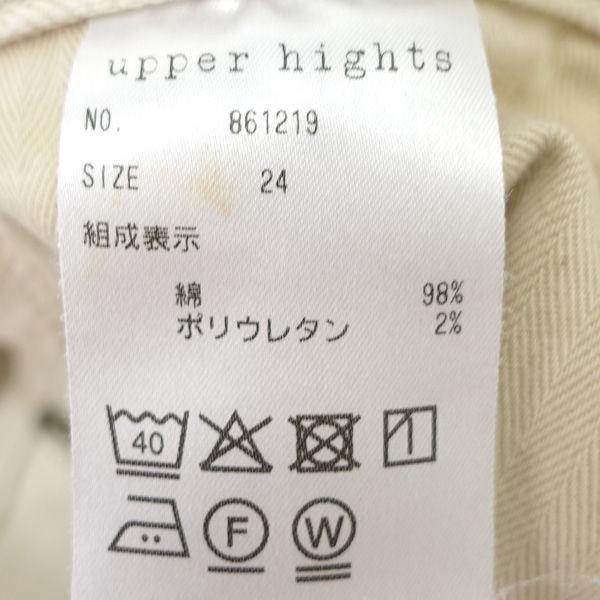 upper hights
NO. 861219
SIZE 24
組成表示
綿 98%
ポリウレタン 2%
40
F W